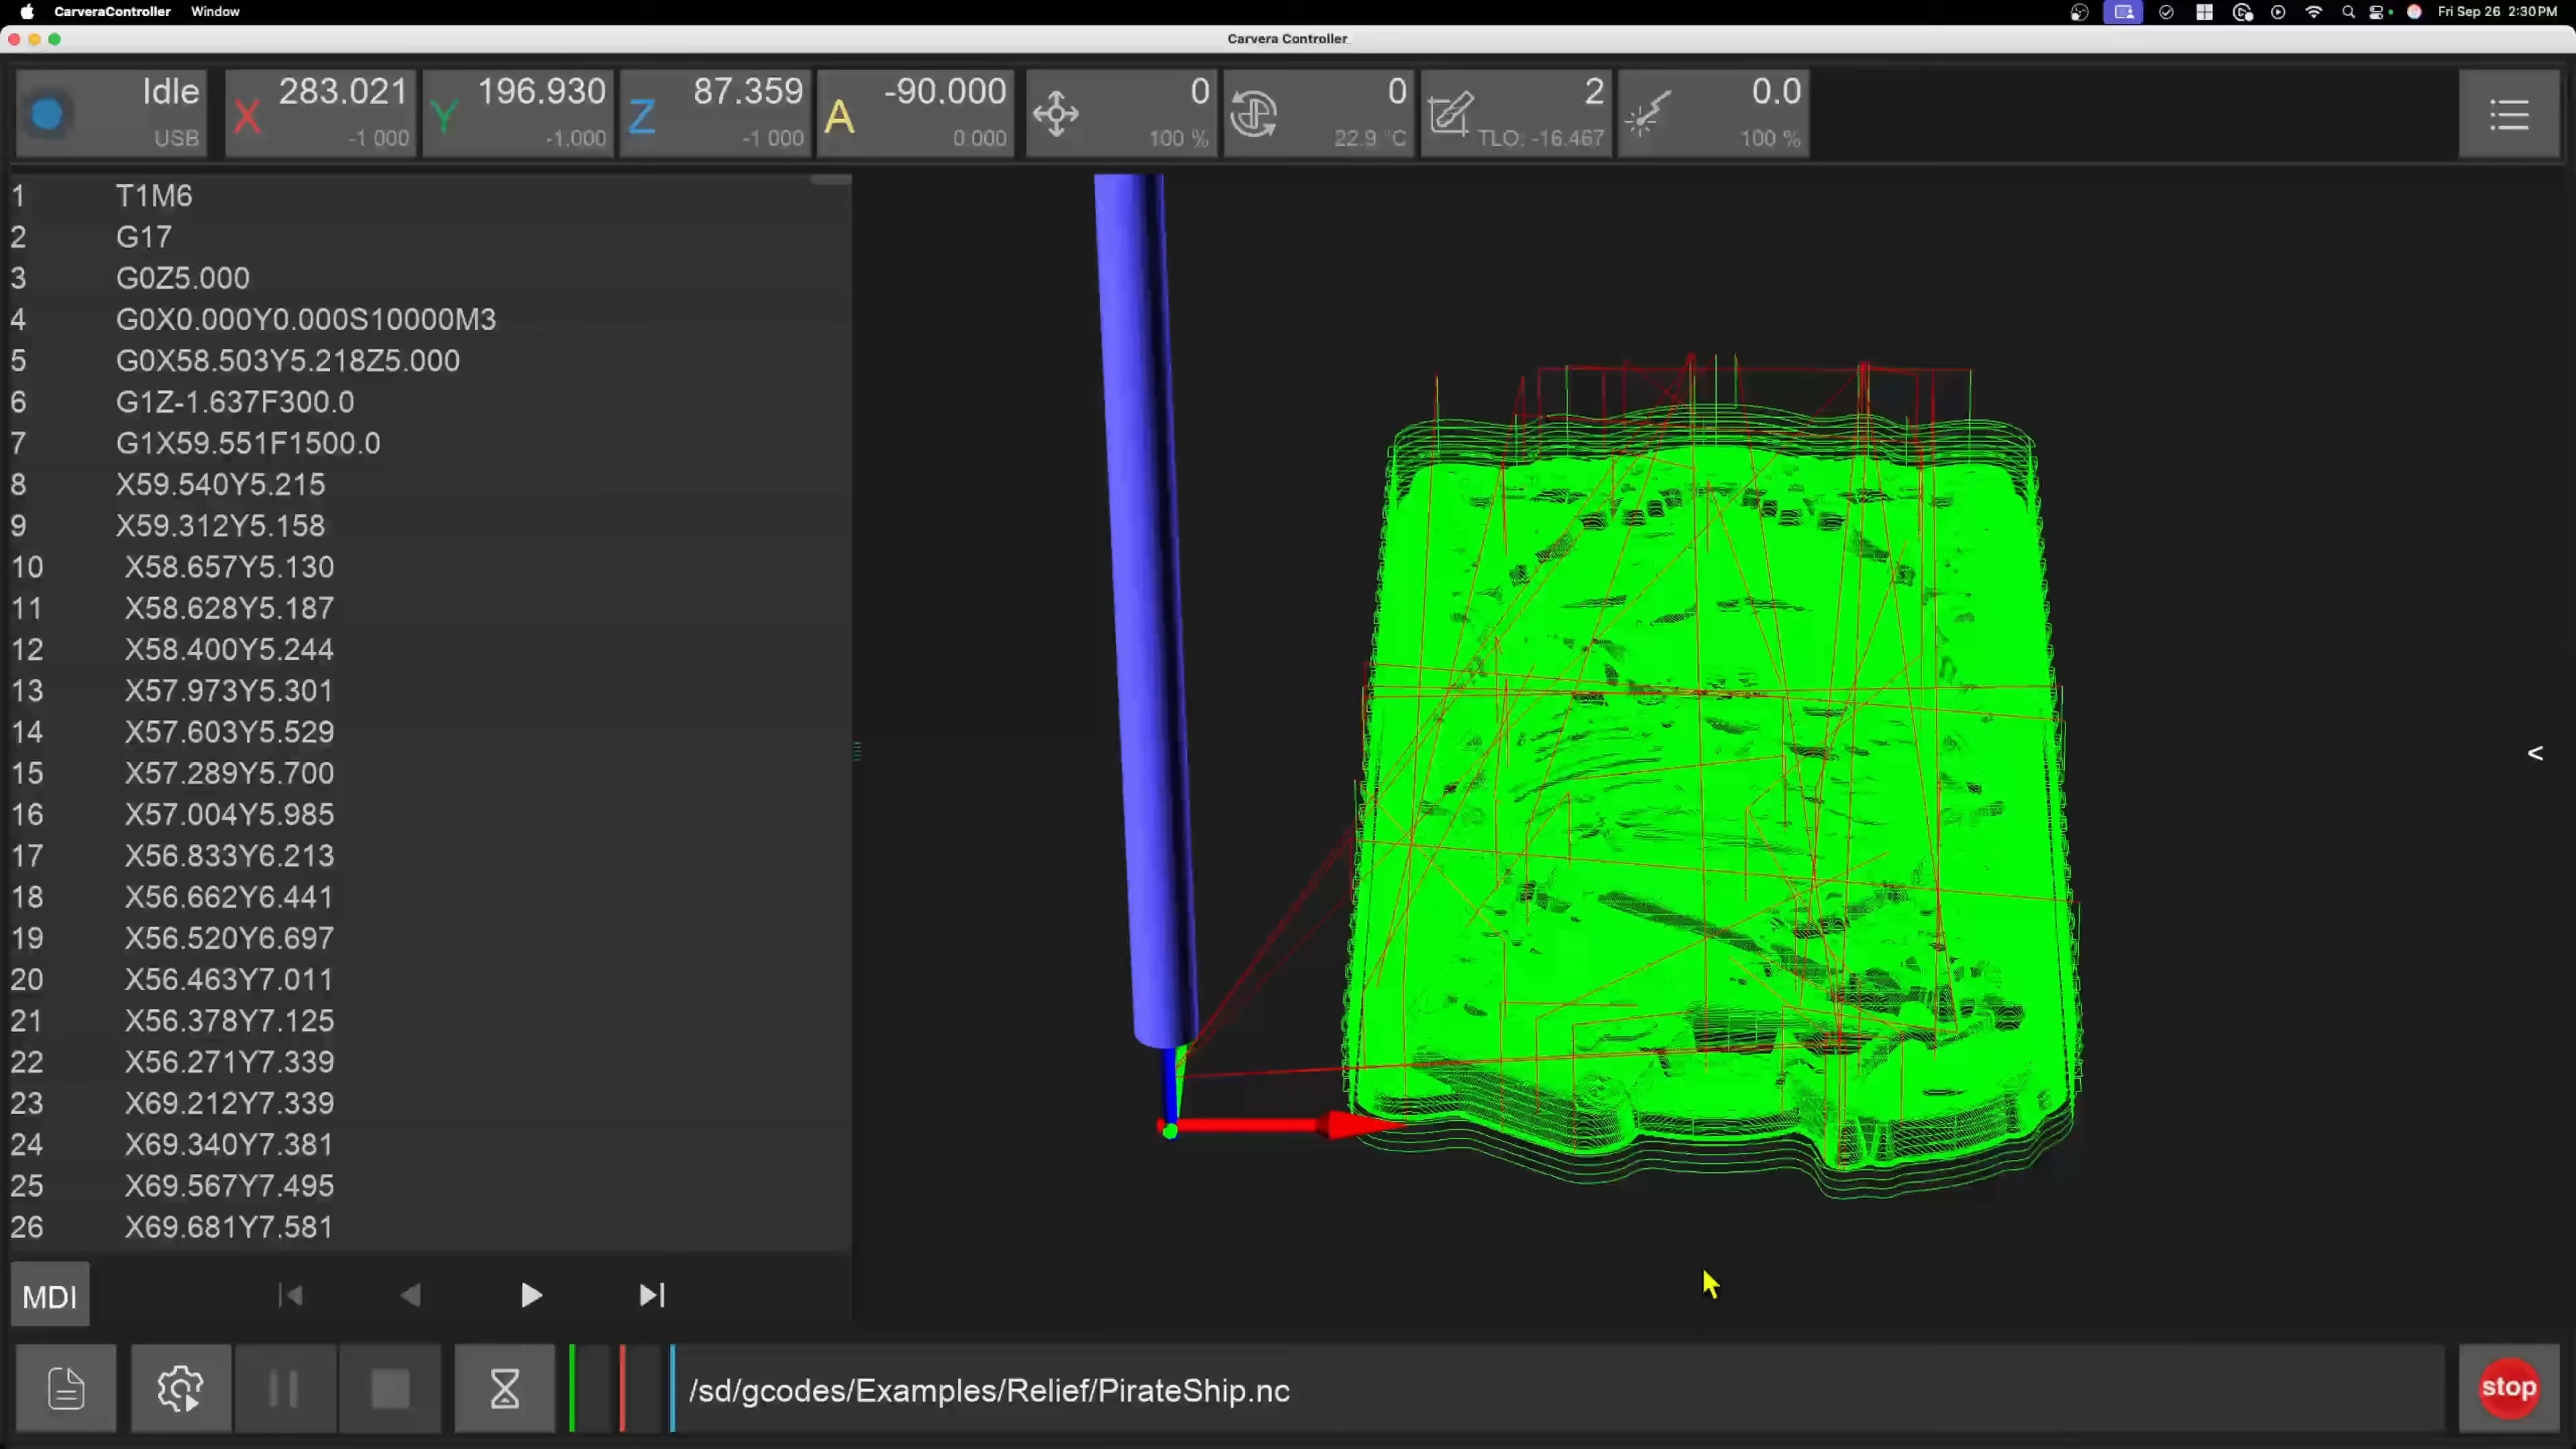 CarveraController Window Fri Sep 26 2:30PM
Carvera Controller
Idle
USB
X 283.021
-1 000
Y 196.930
-1.000
Z 87.359
-1 000
A -90.000
0.000
0
100 %
0
22.9 °C
2
TLO: -16.467
0.0
100 %
1 T1M6
2 G17
3 G0Z5.000
4 G0X0.000Y0.000S10000M3
5 G0X58.503Y5.218Z5.000
6 G1Z-1.637F300.0
7 G1X59.551F1500.0
8 X59.540Y5.215
9 X59.312Y5.158
10 X58.657Y5.130
11 X58.628Y5.187
12 X58.400Y5.244
13 X57.973Y5.301
14 X57.603Y5.529
15 X57.289Y5.700
16 X57.004Y5.985
17 X56.833Y6.213
18 X56.662Y6.441
19 X56.520Y6.697
20 X56.463Y7.011
21 X56.378Y7.125
22 X56.271Y7.339
23 X69.212Y7.339
24 X69.340Y7.381
25 X69.567Y7.495
26 X69.681Y7.581
<
MDI
/sd/gcodes/Examples/Relief/PirateShip.nc
stop